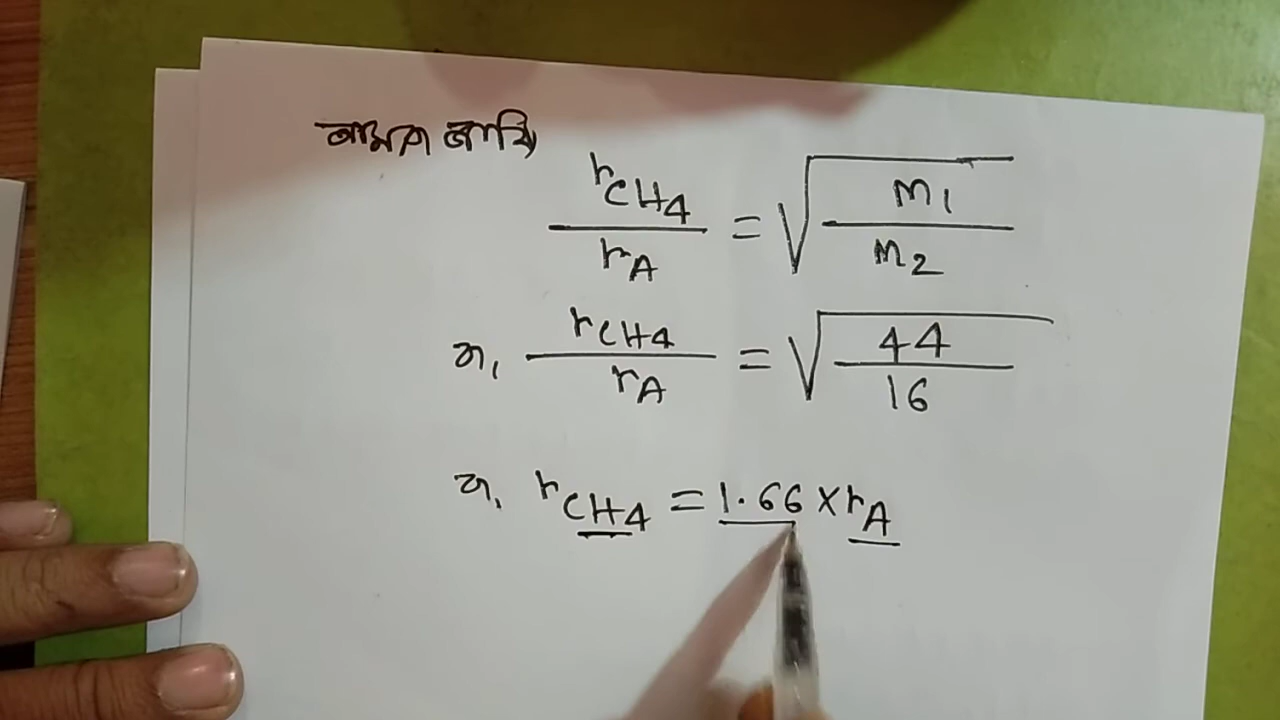 আমরা জানি,
rCH4 / rA = √(M1 / M2)
বা, rCH4 / rA = √(44 / 16)
বা, rCH4 = 1.66 × rA